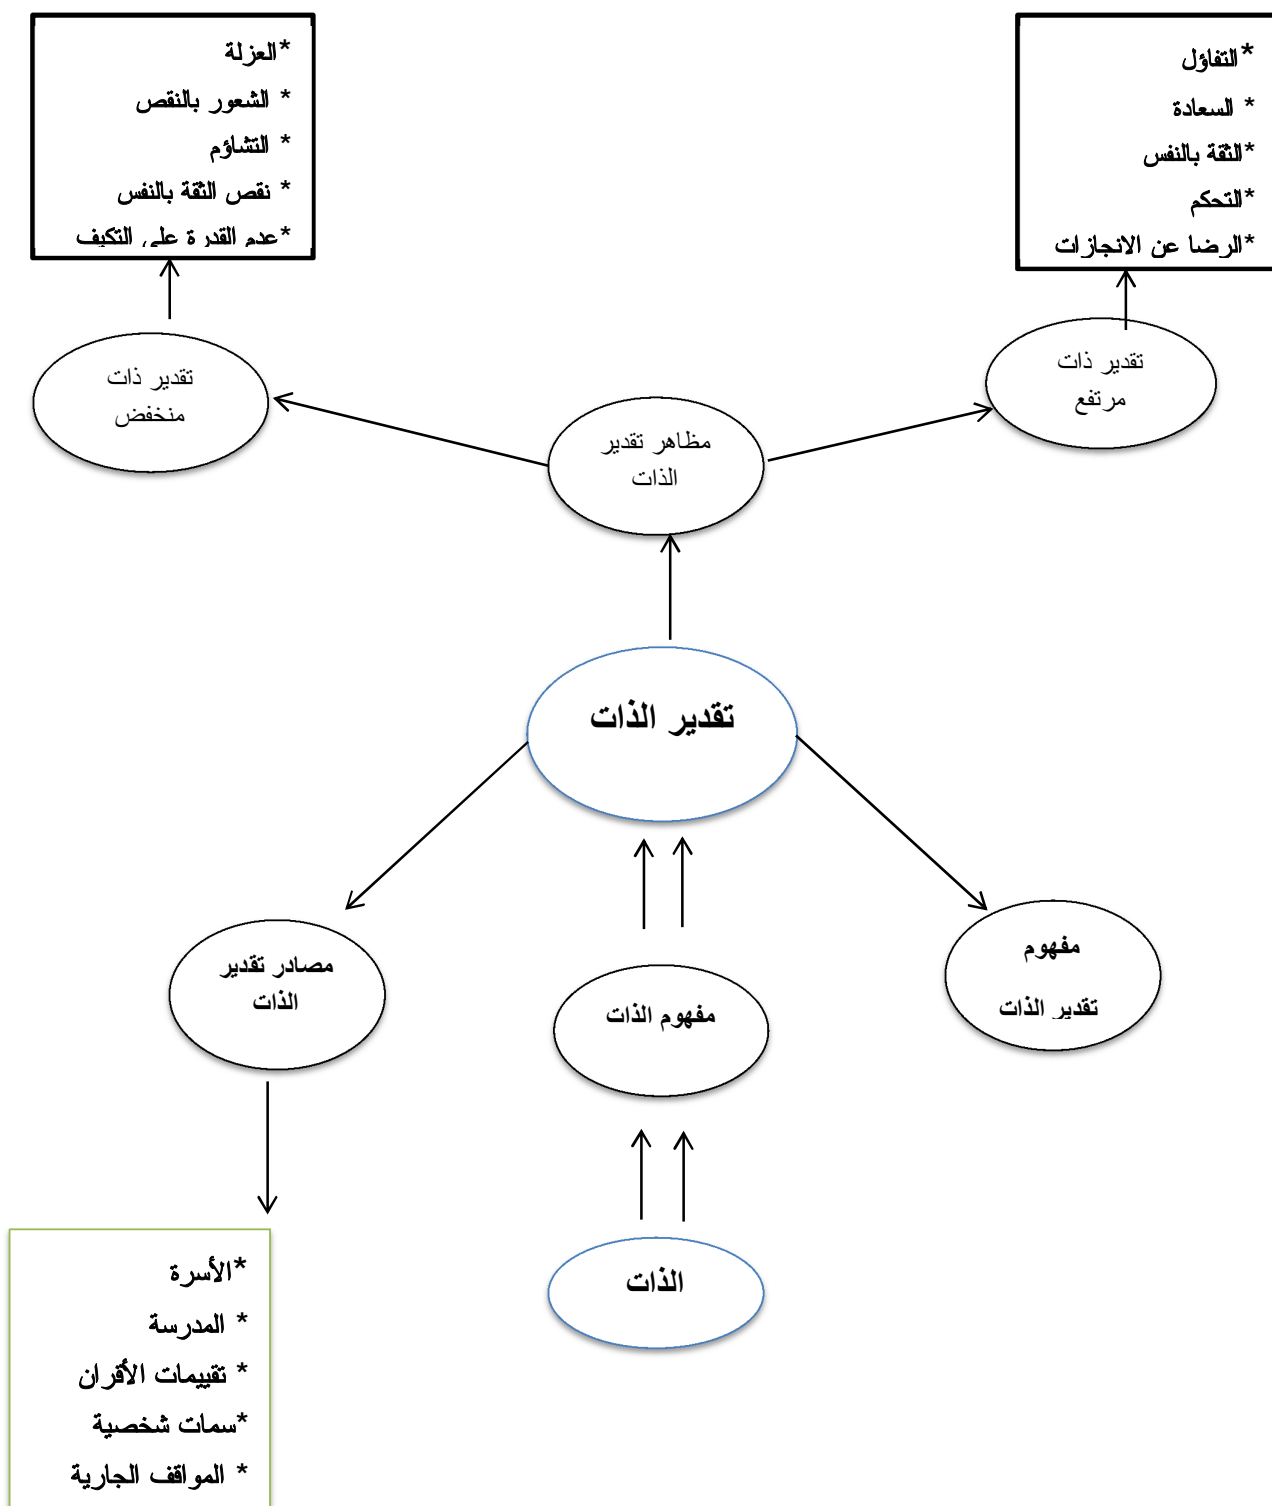 *التفاؤل
* السعادة
*الثقة بالنفس
*التحكم
*الرضا عن الانجازات
*العزلة
* الشعور بالنقص
* التشاؤم
* نقص الثقة بالنفس
*عدم القدرة على التكيف
تقدير ذات
مرتفع
مظاهر تقدير
الذات
تقدير ذات
منخفض
تقدير الذات
مفهوم
تقدير الذات
مفهوم الذات
مصادر تقدير
الذات
الذات
*الأسرة
* المدرسة
* تقييمات الأقران
*سمات شخصية
* المواقف الجارية